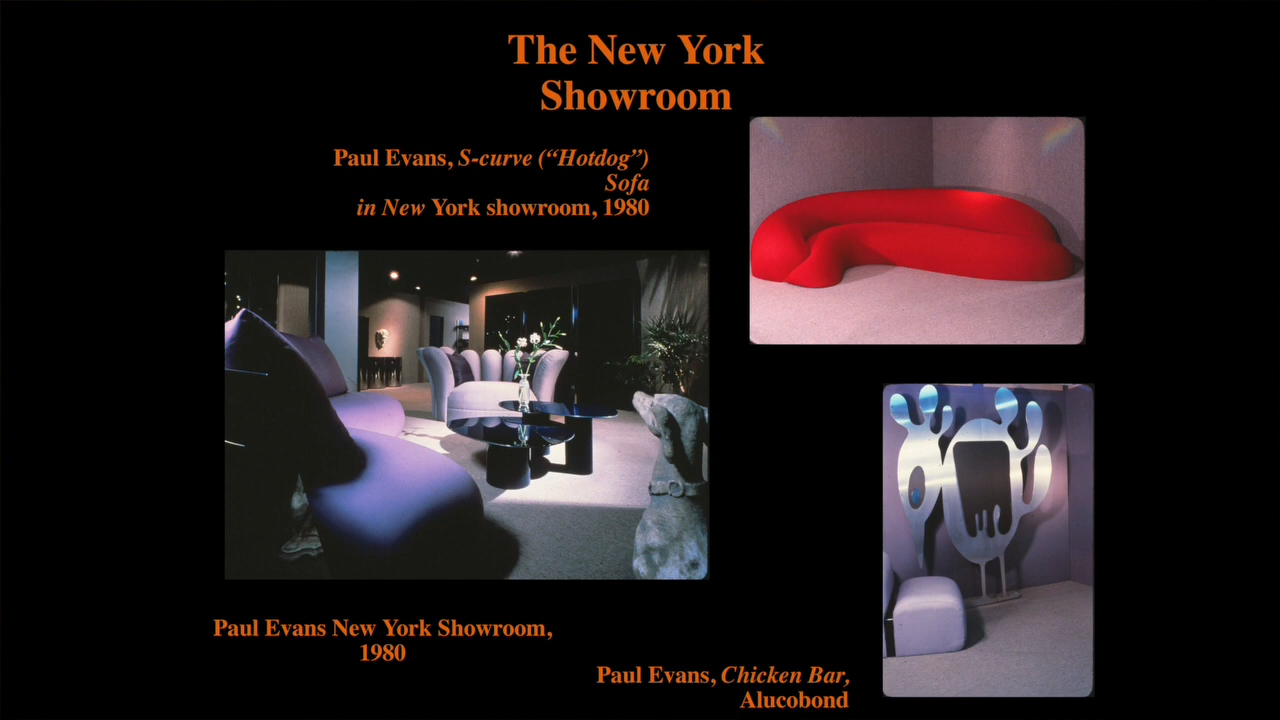 The New York
Showroom
Paul Evans, S-curve (“Hotdog”)
Sofa
in New York showroom, 1980
Paul Evans New York Showroom,
1980
Paul Evans, Chicken Bar,
Alucobond